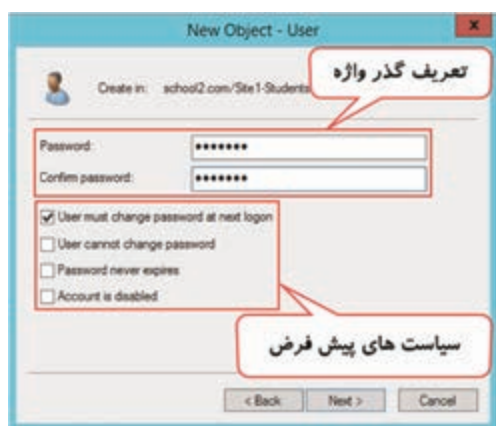 New Object - User
x
تعریف گذر واژه
Create in: school2.com/Site1-Students
Password:
•••••••
Confirm password:
•••••••
User must change password at next logon
User cannot change password
Password never expires
Account is disabled
سیاست های پیش فرض
< Back
Next >
Cancel